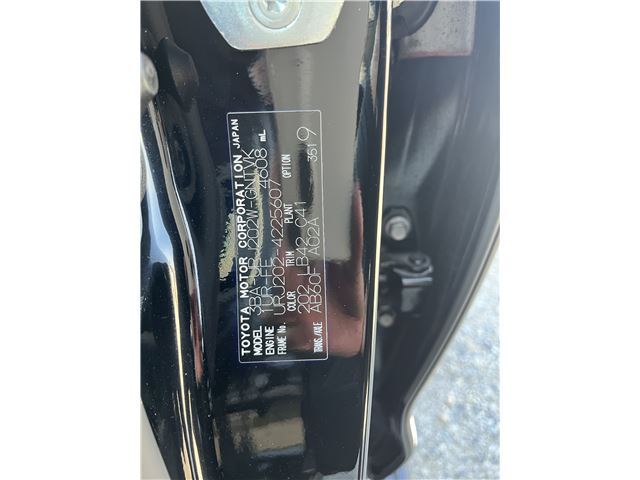 TOYOTA MOTOR CORPORATION JAPAN
MODEL 3BA-URJ202W-GNTVK
ENGINE 1UR-FE 4608 mL
FRAME No. URJ202-4225607
COLOR TRIM PLANT OPTION
202 LB42 C41 3519
TRANS./AXLE AB60F A02A